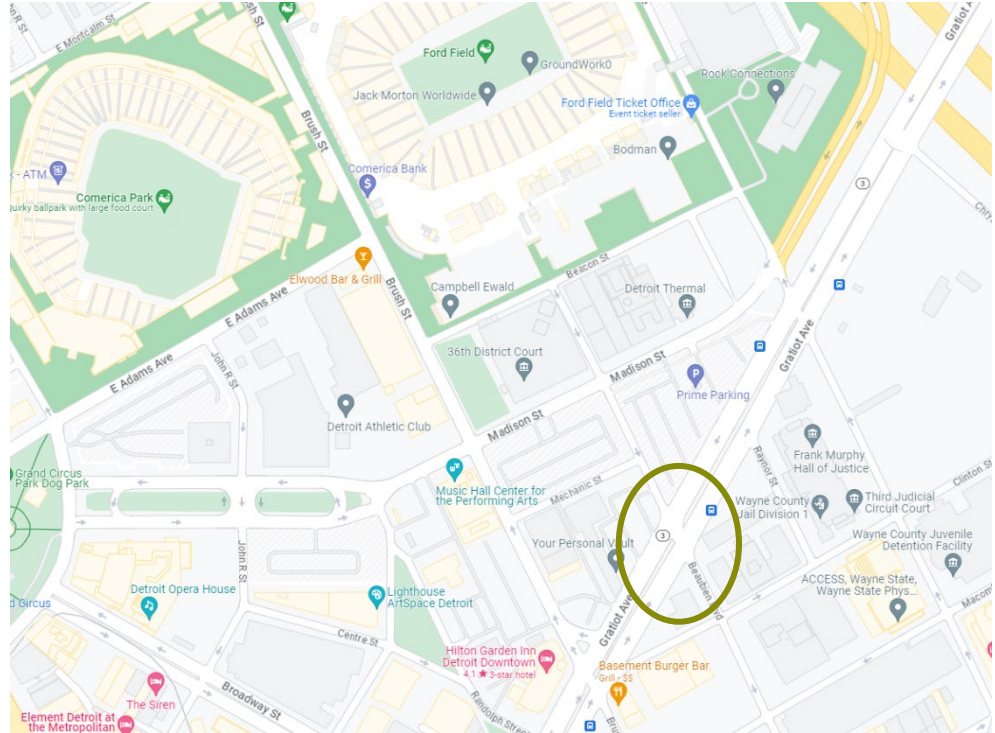 John R St
E Montcalm St
Brush St
Gratiot Ave
Ford Field
GroundWork0
Jack Morton Worldwide
Rock Connections
Ford Field Ticket Office
Event ticket seller
Brush St
Bodman
- ATM
Comerica Bank
3
Comerica Park
Quirky ballpark with large food court
Elwood Bar & Grill
Beacon St
Brush St
Campbell Ewald
Detroit Thermal
E Adams Ave
36th District Court
Gratiot Ave
E Adams Ave
John R St
Madison St
P
Prime Parking
Detroit Athletic Club
Madison St
Frank Murphy
Hall of Justice
Raynor St
Grand Circus
Park Dog Park
Music Hall Center for
the Performing Arts
Mechanic St
Clinton St
Wayne County
Jail Division 1
Third Judicial
Circuit Court
3
Your Personal Vault
Wayne County Juvenile
Detention Facility
John R St
Beaubien Blvd
ACCESS, Wayne State,
Wayne State Phys...
Detroit Opera House
Lighthouse
ArtSpace Detroit
Centre St
Gratiot Ave
Hilton Garden Inn
Detroit Downtown
4.1 ★ 3-star hotel
Basement Burger Bar
Grill • $$
The Siren
Broadway St
Randolph Street
Element Detroit at
the Metropolitan